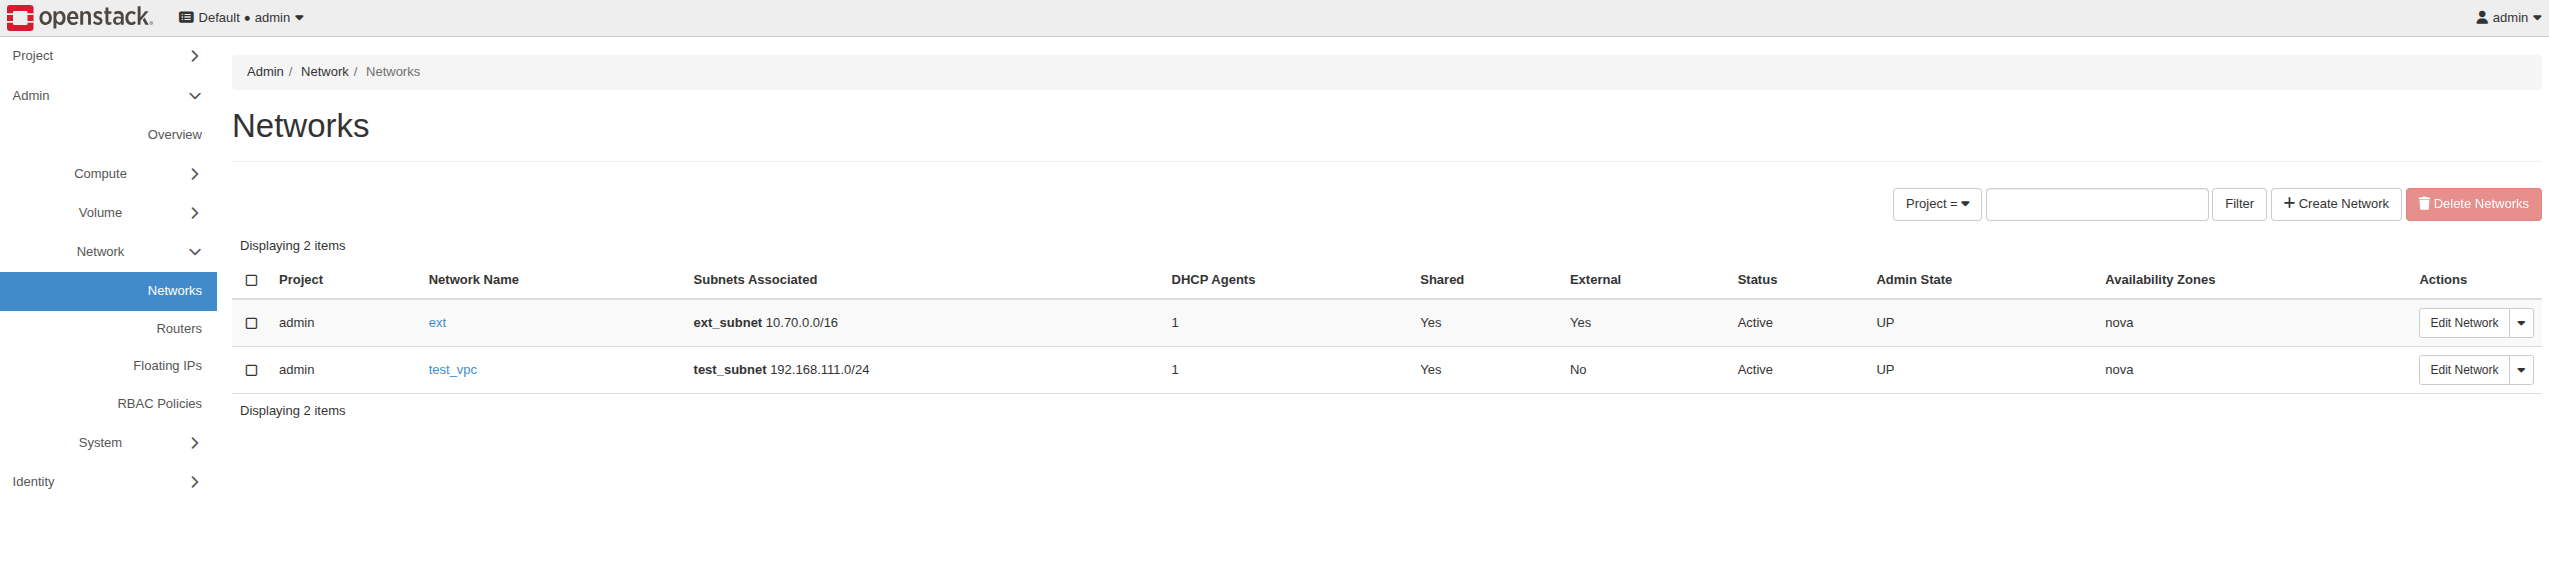 openstack. Default ● admin admin
Project
Admin / Network / Networks
Admin
Networks
Overview
Compute
Volume
Project = Filter + Create Network Delete Networks
Network
Displaying 2 items
Project Network Name Subnets Associated DHCP Agents Shared External Status Admin State Availability Zones Actions
Networks
admin ext ext_subnet 10.70.0.0/16 1 Yes Yes Active UP nova Edit Network
Routers
Floating IPs
admin test_vpc test_subnet 192.168.111.0/24 1 Yes No Active UP nova Edit Network
RBAC Policies
Displaying 2 items
System
Identity